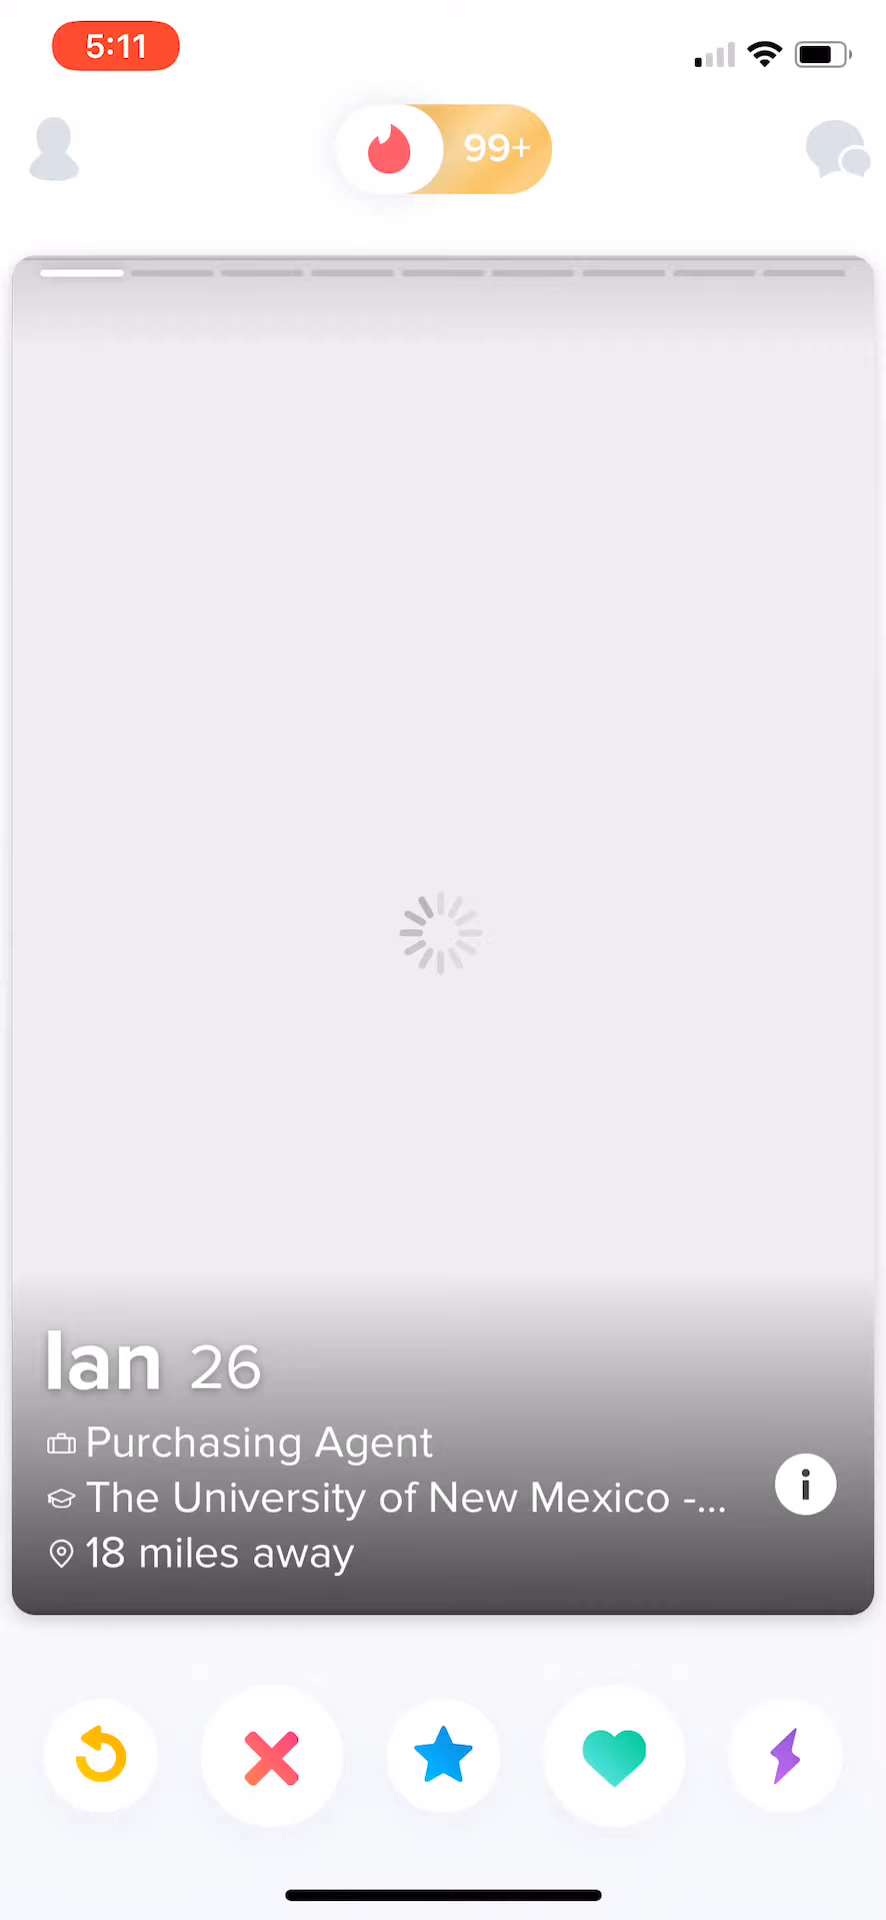 5:11
99+
Ian 26
Purchasing Agent
The University of New Mexico -...
18 miles away
i